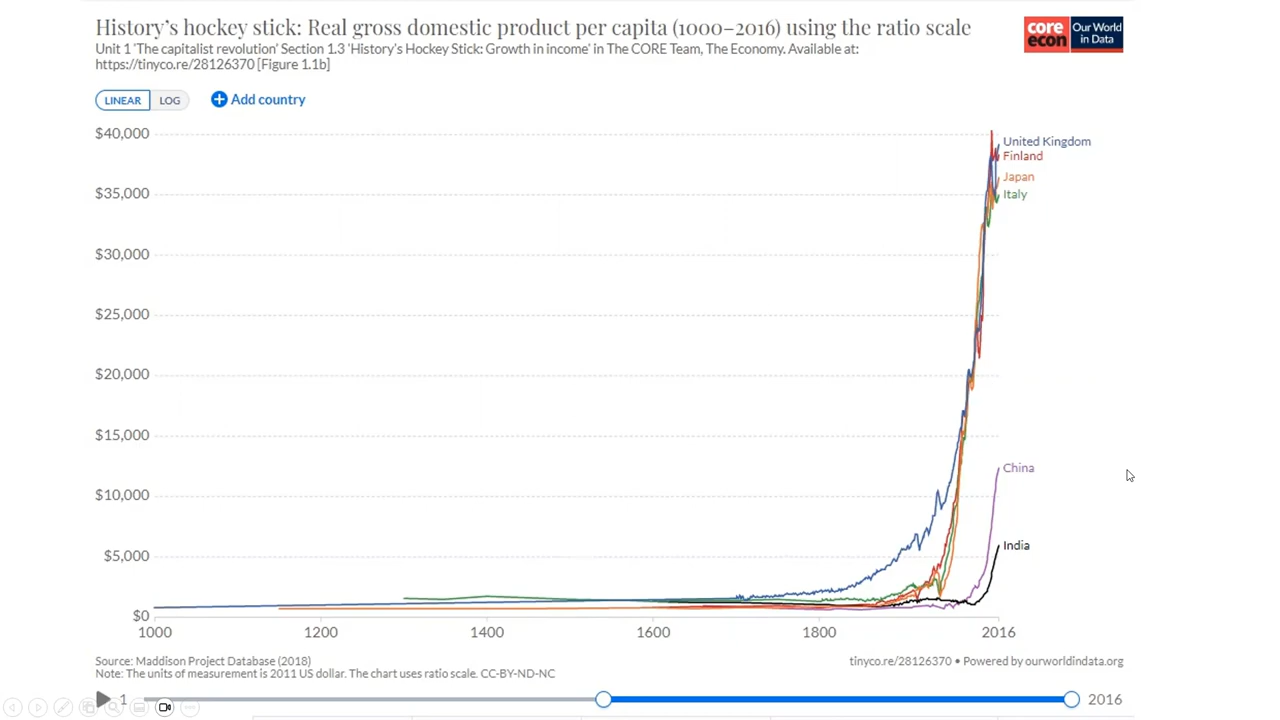 History's hockey stick: Real gross domestic product per capita (1000–2016) using the ratio scale
Unit 1 'The capitalist revolution' Section 1.3 'History's Hockey Stick: Growth in income' in The CORE Team, The Economy. Available at:
https://tinyco.re/28126370 [Figure 1.1b]
core
econ
Our World
in Data
LINEAR LOG Add country
$40,000
$35,000
$30,000
$25,000
$20,000
$15,000
$10,000
$5,000
$0
United Kingdom
Finland
Japan
Italy
China
India
1000 1200 1400 1600 1800 2016
Source: Maddison Project Database (2018)
Note: The units of measurement is 2011 US dollar. The chart uses ratio scale. CC-BY-ND-NC
tinyco.re/28126370 • Powered by ourworldindata.org
1 2016